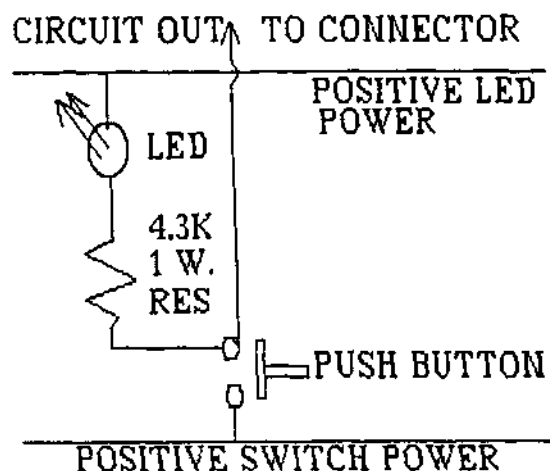 CIRCUIT OUT TO CONNECTOR
POSITIVE LED
POWER
LED
4.3K
1 W.
RES
PUSH BUTTON
POSITIVE SWITCH POWER